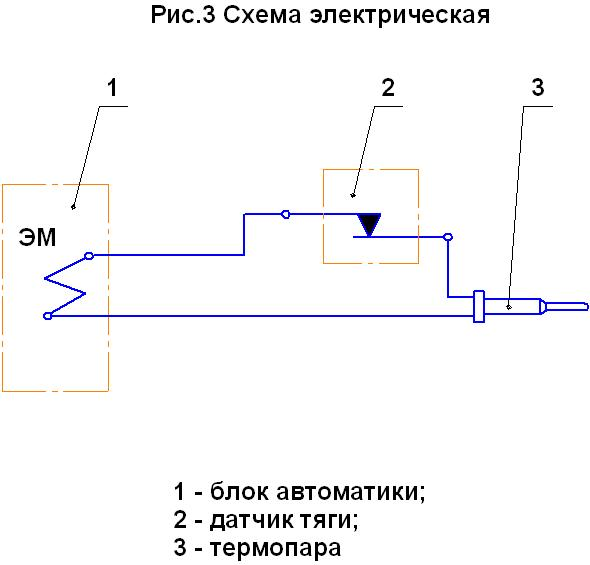 Рис.3 Схема электрическая
1 2 3
ЭМ
1 - блок автоматики;
2 - датчик тяги;
3 - термопара